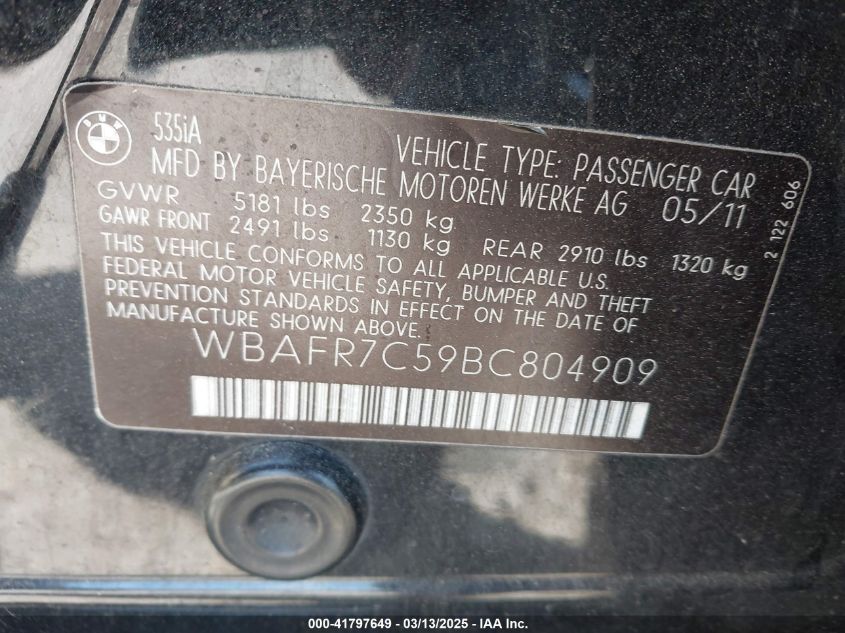 BMW
535iA
VEHICLE TYPE: PASSENGER CAR
MFD BY BAYERISCHE MOTOREN WERKE AG 05/11
GVWR 5181 lbs 2350 kg
GAWR FRONT 2491 lbs 1130 kg REAR 2910 lbs 1320 kg
THIS VEHICLE CONFORMS TO ALL APPLICABLE U.S.
FEDERAL MOTOR VEHICLE SAFETY, BUMPER AND THEFT
PREVENTION STANDARDS IN EFFECT ON THE DATE OF
MANUFACTURE SHOWN ABOVE.
WBAFR7C59BC804909
2 122 606
000-41797649 - 03/13/2025 - IAA Inc.